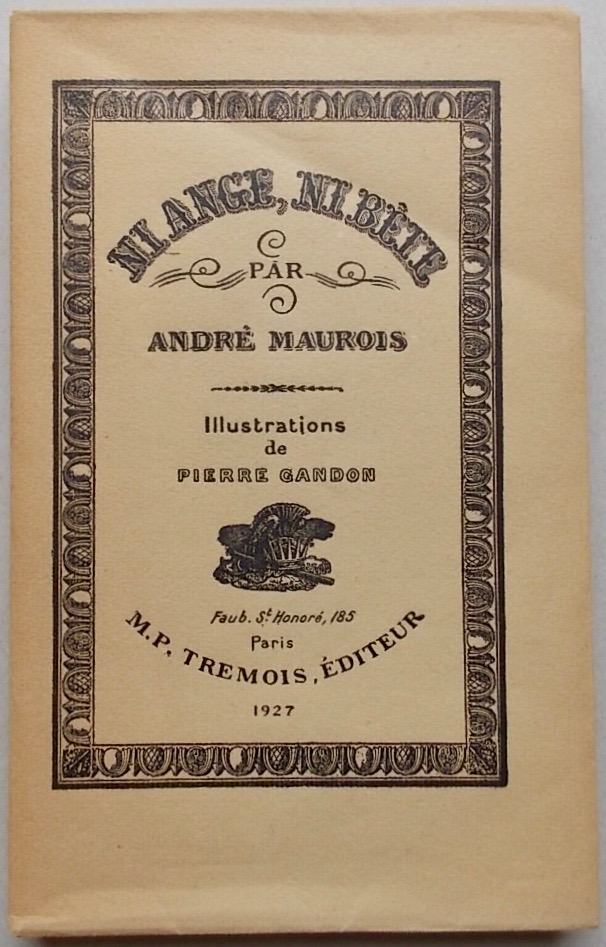 NI ANGE, NI BÊTE
PAR
ANDRÉ MAUROIS
Illustrations
de
PIERRE GANDON
Faub. St Honoré, 185
Paris
M.P. TREMOIS, ÉDITEUR
1927